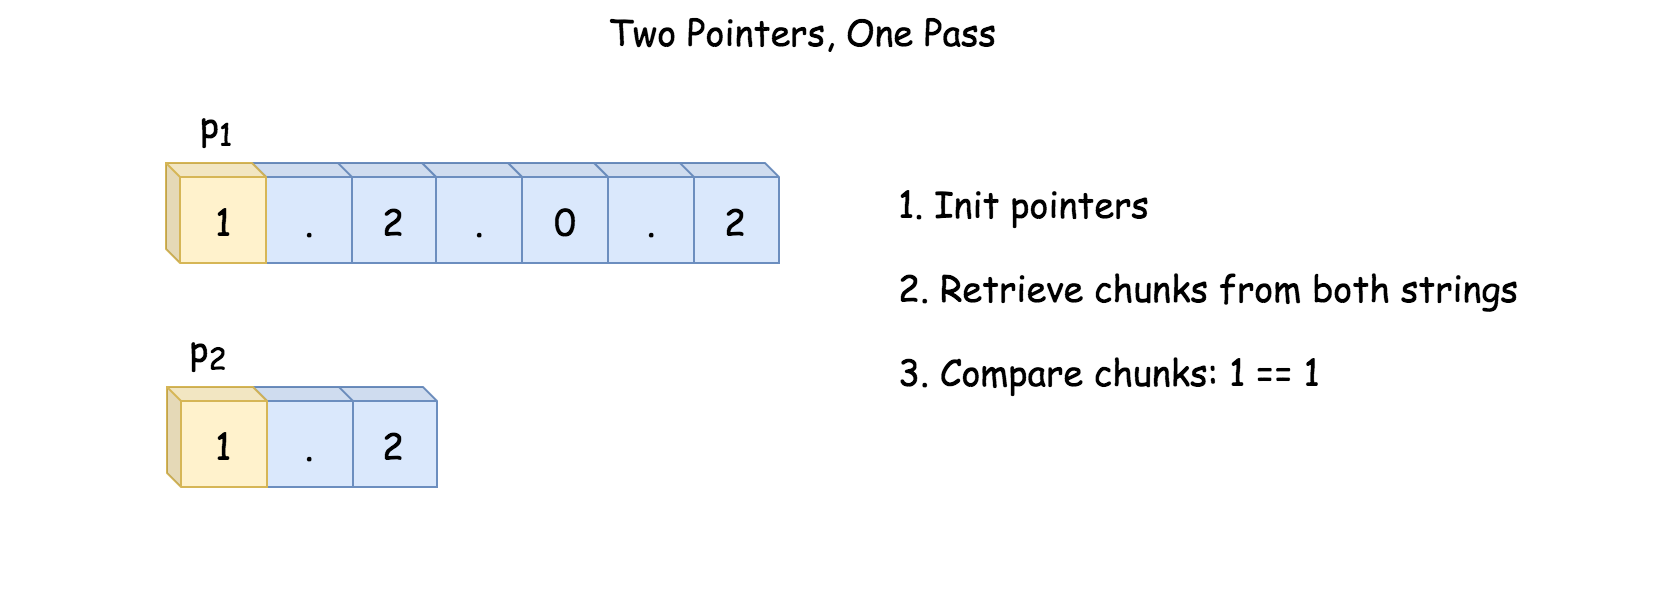 Two Pointers, One Pass
p1
1 . 2 . 0 . 2
1. Init pointers
2. Retrieve chunks from both strings
p2
3. Compare chunks: 1 == 1
1 . 2